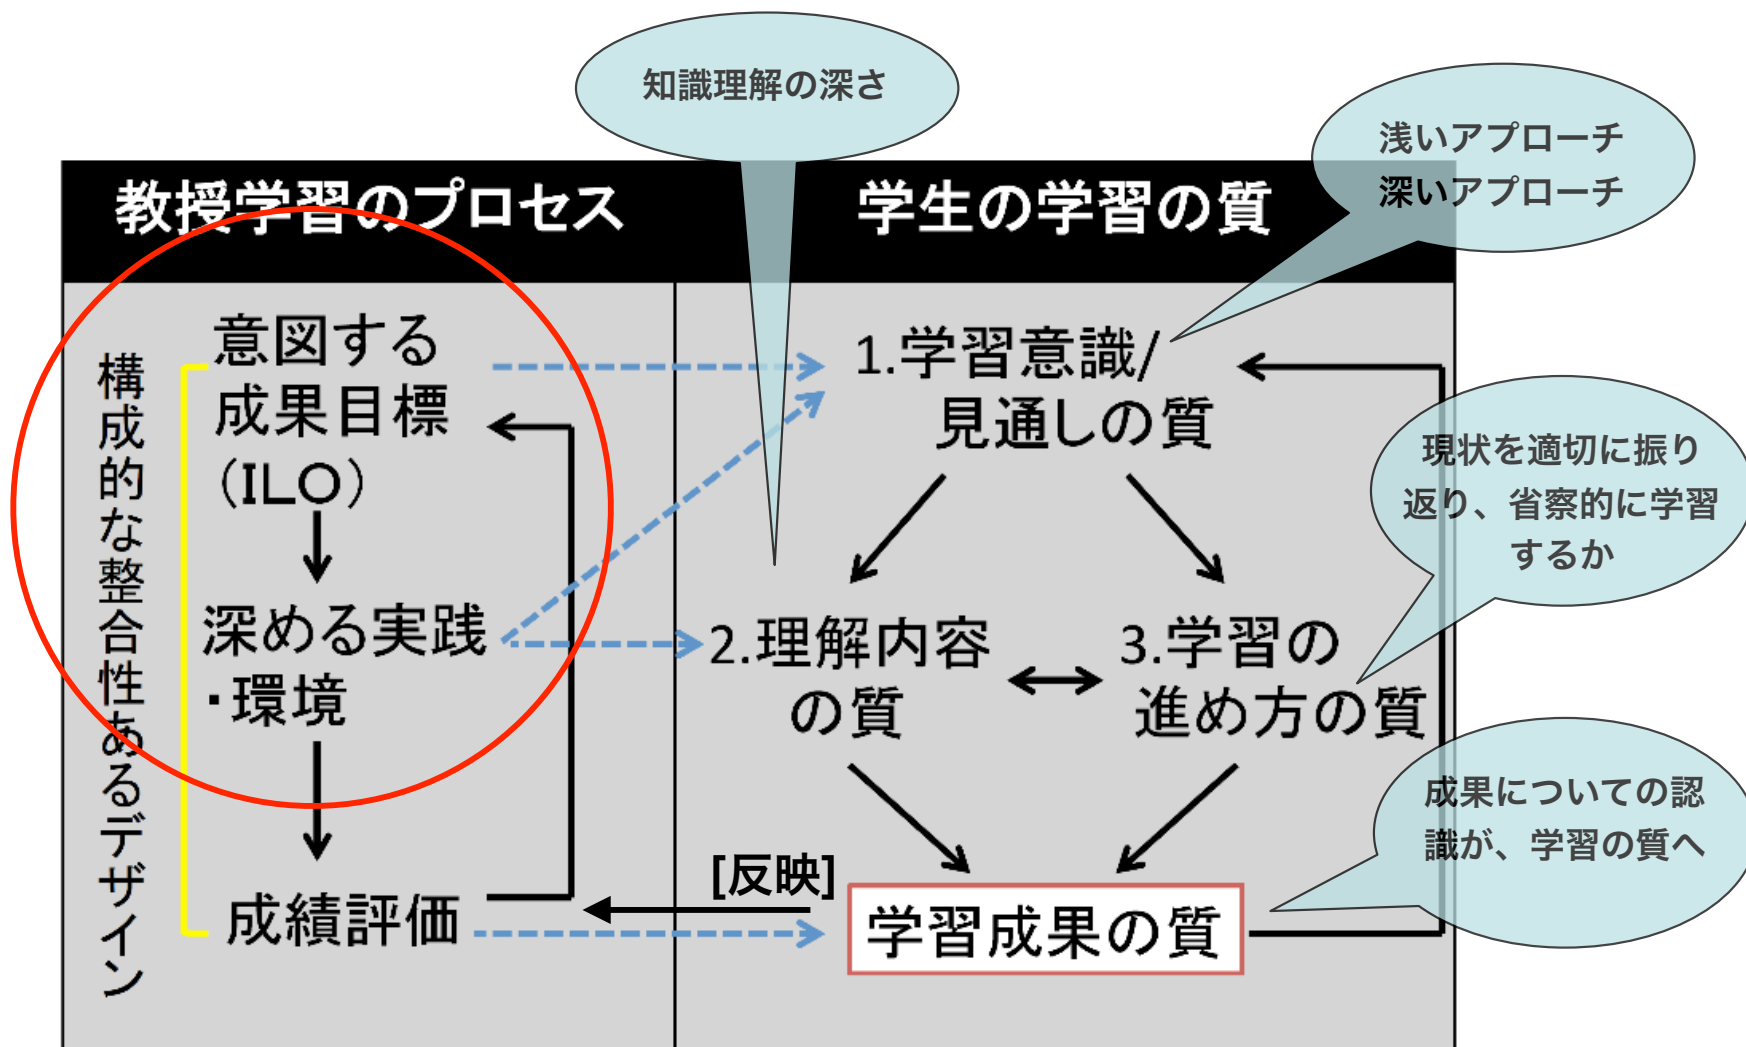 知識理解の深さ
浅いアプローチ
深いアプローチ
教授学習のプロセス
学生の学習の質
構成的な整合性あるデザイン
意図する
成果目標
（ILO）
深める実践
・環境
成績評価
1.学習意識/
見通しの質
2.理解内容
の質
3.学習の
進め方の質
[反映]
学習成果の質
現状を適切に振り
返り、省察的に学習
するか
成果についての認
識が、学習の質へ